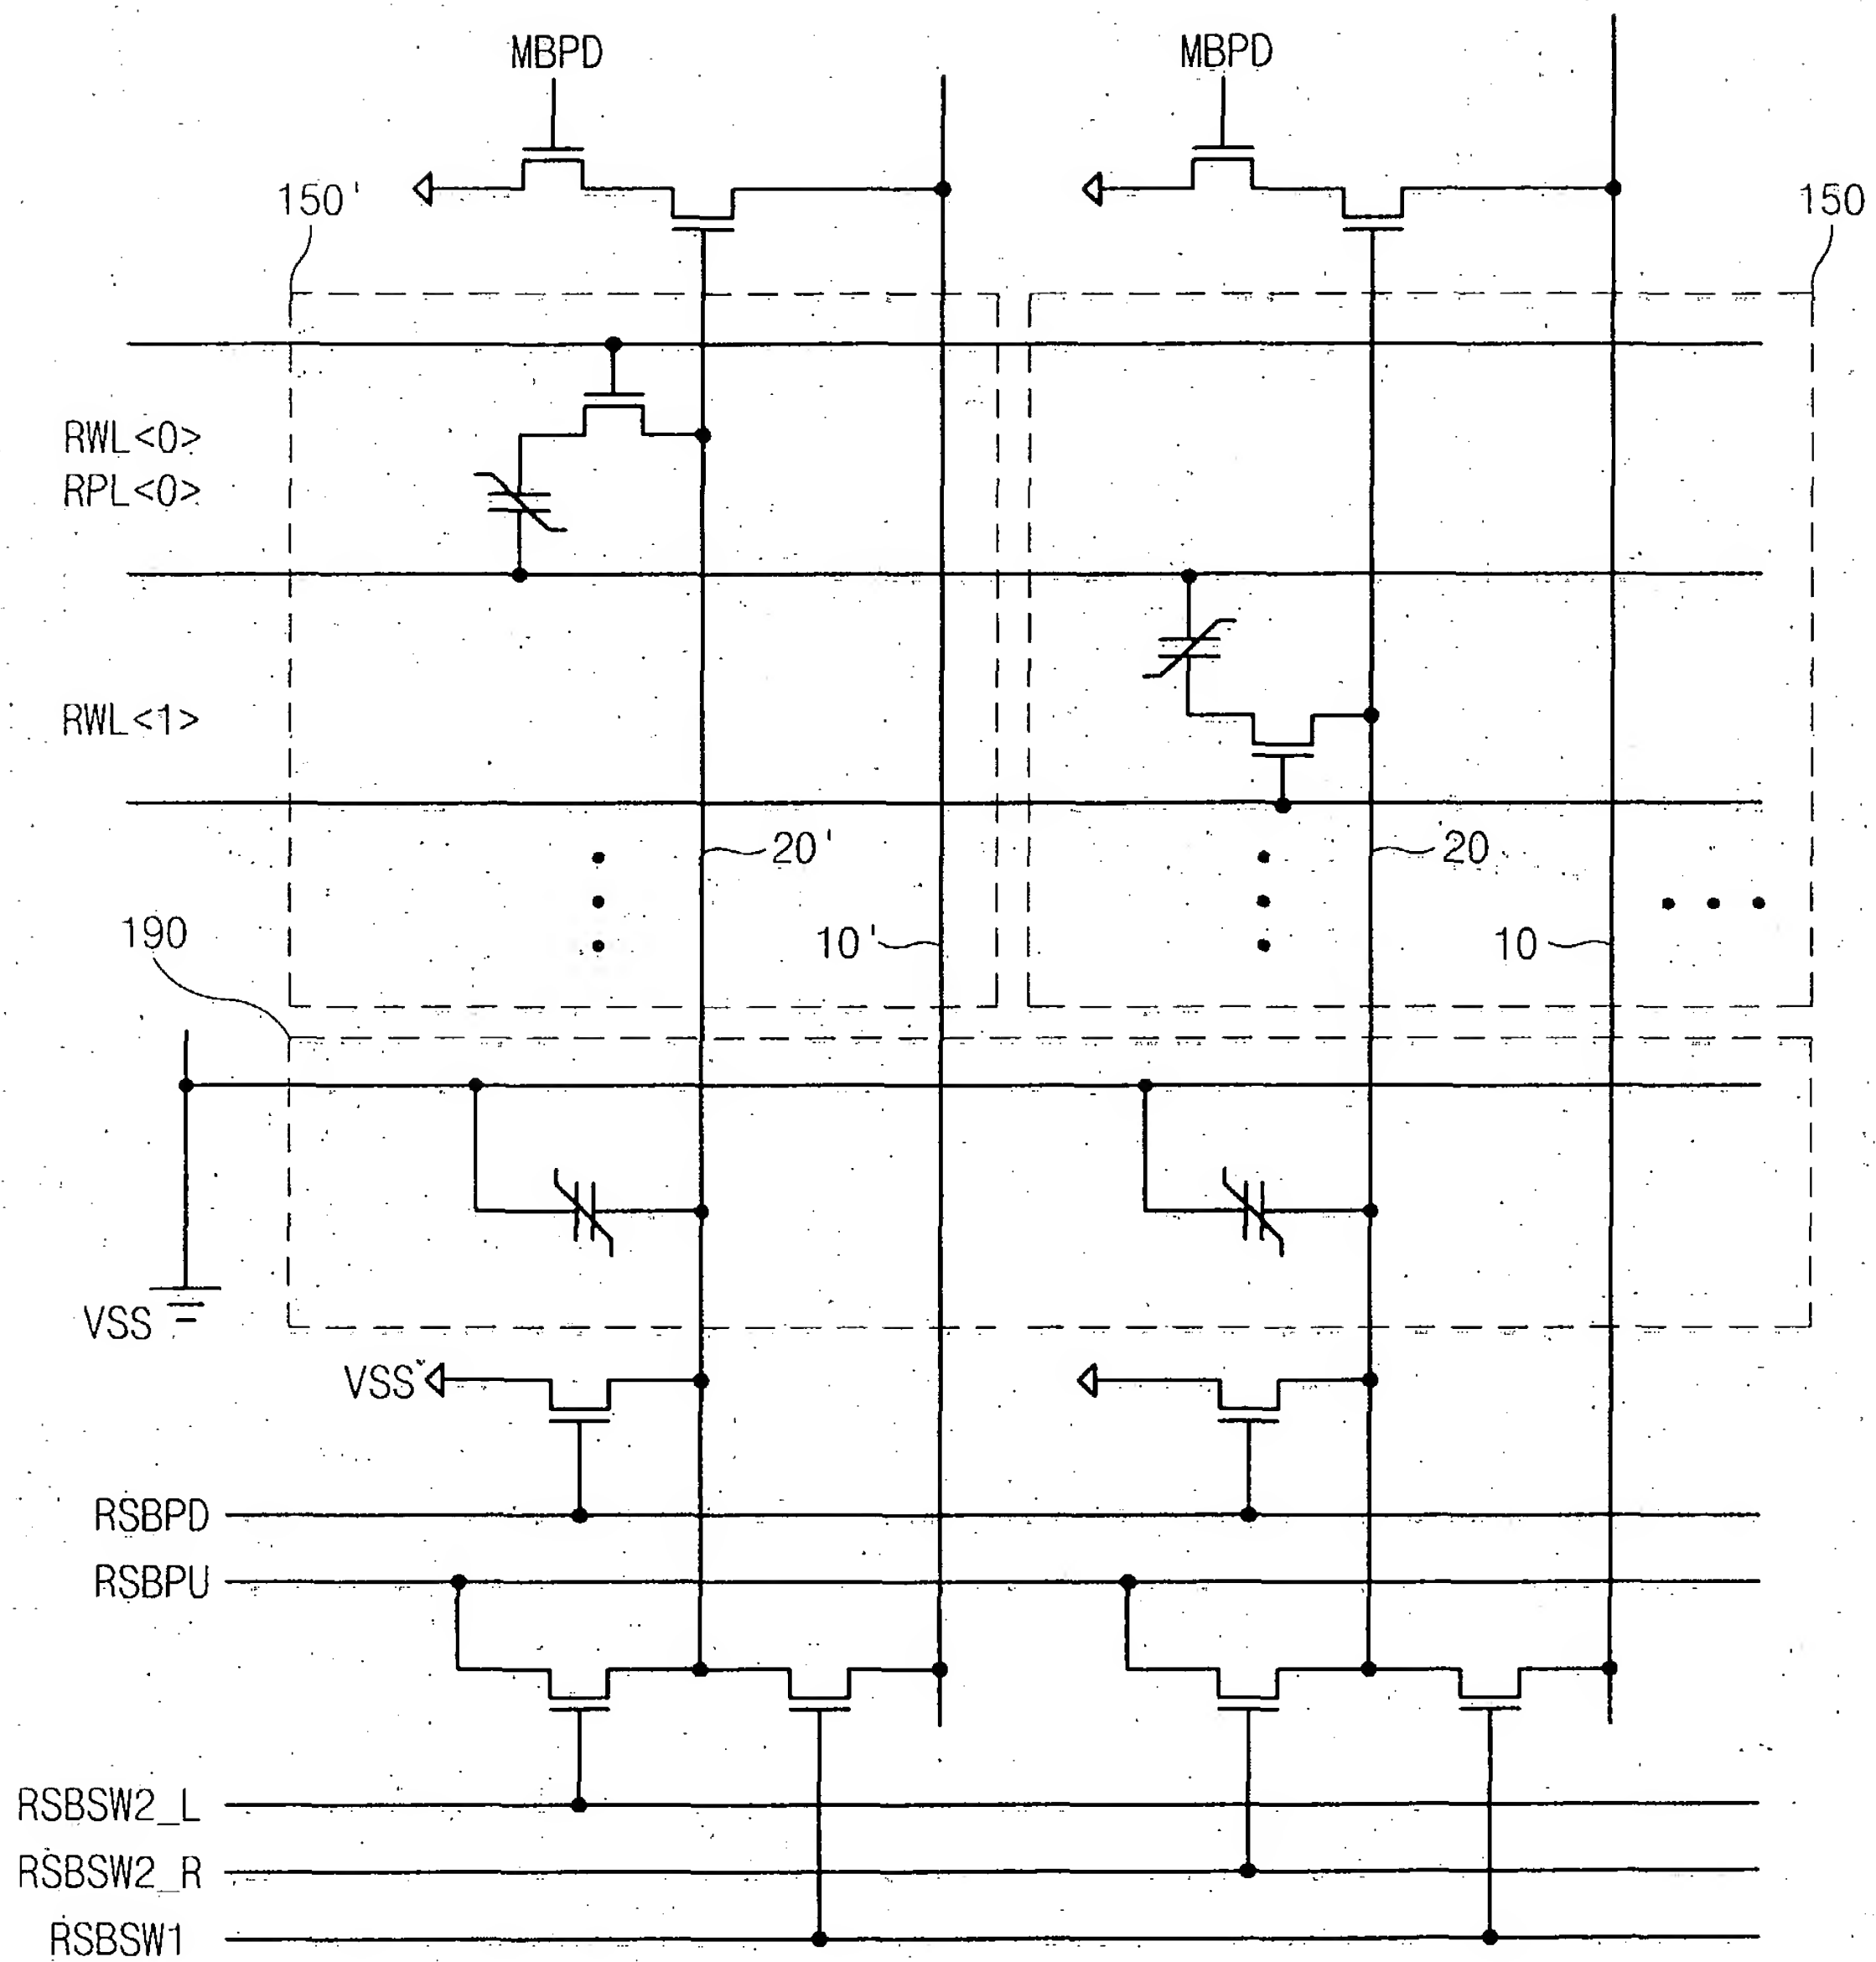 MBPD MBPD
150' 150
RWL<0>
RPL<0>
RWL<1>
20' 20
190 10' 10
VSS
VSS
RSBPD
RSBPU
RSBSW2_L
RSBSW2_R
RSBSW1